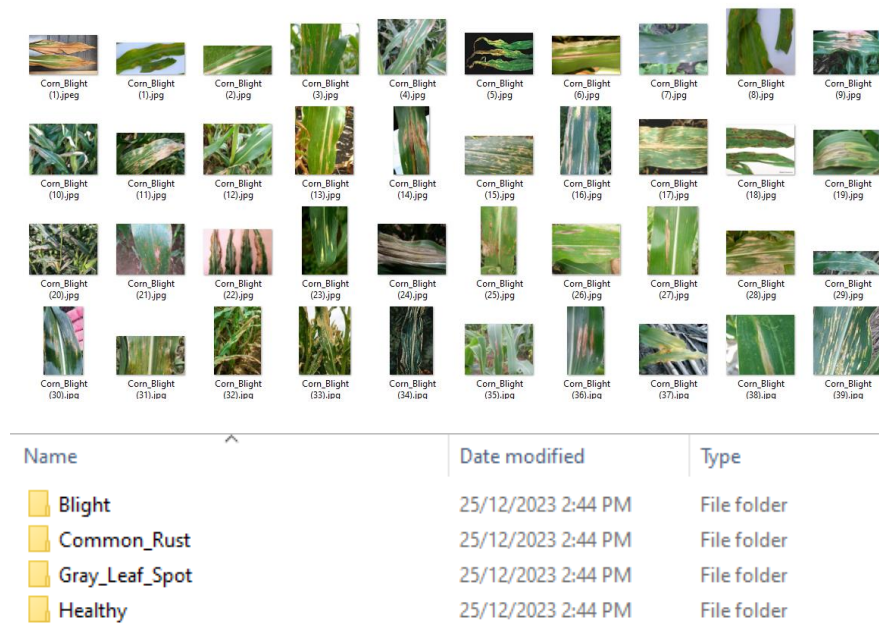 Corn_Blight Corn_Blight Corn_Blight Corn_Blight Corn_Blight Corn_Blight Corn_Blight Corn_Blight Corn_Blight Corn_Blight
(1).jpeg (1).jpg (2).jpg (3).jpg (4).jpg (5).jpg (6).jpg (7).jpg (8).jpg (9).jpg
Corn_Blight Corn_Blight Corn_Blight Corn_Blight Corn_Blight Corn_Blight Corn_Blight Corn_Blight Corn_Blight Corn_Blight
(10).jpg (11).jpg (12).jpg (13).jpg (14).jpg (15).jpg (16).jpg (17).jpg (18).jpg (19).jpg
Corn_Blight Corn_Blight Corn_Blight Corn_Blight Corn_Blight Corn_Blight Corn_Blight Corn_Blight Corn_Blight Corn_Blight
(20).jpg (21).jpg (22).jpg (23).jpg (24).jpg (25).jpg (26).jpg (27).jpg (28).jpg (29).jpg
Corn_Blight Corn_Blight Corn_Blight Corn_Blight Corn_Blight Corn_Blight Corn_Blight Corn_Blight Corn_Blight Corn_Blight
(30).jpg (31).jpg (32).jpg (33).jpg (34).jpg (35).jpg (36).jpg (37).jpg (38).jpg (39).jpg
Name Date modified Type
Blight 25/12/2023 2:44 PM File folder
Common_Rust 25/12/2023 2:44 PM File folder
Gray_Leaf_Spot 25/12/2023 2:44 PM File folder
Healthy 25/12/2023 2:44 PM File folder